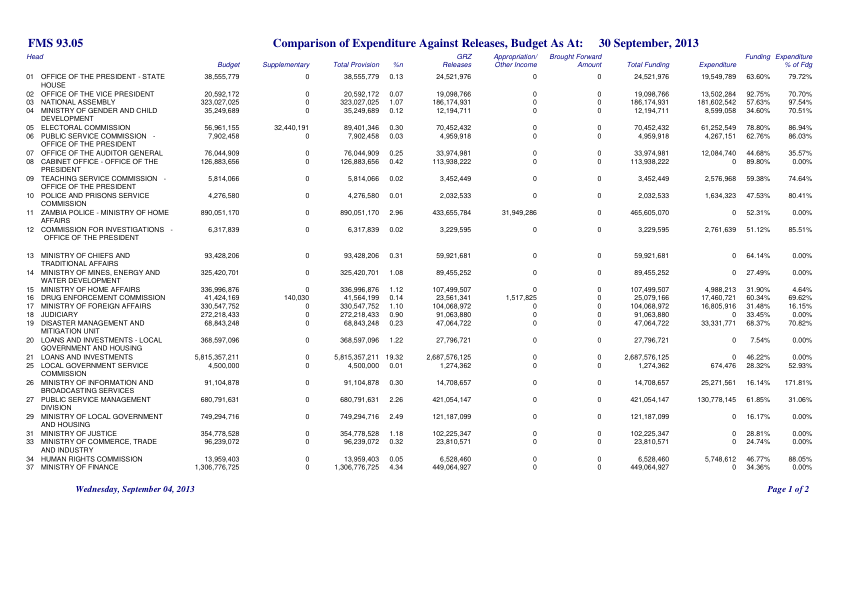 FMS 93.05 Comparison of Expenditure Against Releases, Budget As At: 30 September, 2013
Head GRZ Appropriation/ Brought Forward Funding Expenditure
Budget Supplementary Total Provision %n Releases Other Income Amount Total Funding Expenditure % of Fdg
01 OFFICE OF THE PRESIDENT - STATE 38,555,779 0 38,555,779 0.13 24,521,976 0 0 24,521,976 19,549,789 63.60% 79.72%
HOUSE
02 OFFICE OF THE VICE PRESIDENT 20,592,172 0 20,592,172 0.07 19,098,766 0 0 19,098,766 13,502,284 92.75% 70.70%
03 NATIONAL ASSEMBLY 323,027,025 0 323,027,025 1.07 186,174,931 0 0 186,174,931 181,602,542 57.63% 97.54%
04 MINISTRY OF GENDER AND CHILD 35,249,689 0 35,249,689 0.12 12,194,711 0 0 12,194,711 8,599,058 34.60% 70.51%
DEVELOPMENT
05 ELECTORAL COMMISSION 56,961,155 32,440,191 89,401,346 0.30 70,452,432 0 0 70,452,432 61,252,549 78.80% 86.94%
06 PUBLIC SERVICE COMMISSION - 7,902,458 0 7,902,458 0.03 4,959,918 0 0 4,959,918 4,267,151 62.76% 86.03%
OFFICE OF THE PRESIDENT
07 OFFICE OF THE AUDITOR GENERAL 76,044,909 0 76,044,909 0.25 33,974,981 0 0 33,974,981 12,084,740 44.68% 35.57%
08 CABINET OFFICE - OFFICE OF THE 126,883,656 0 126,883,656 0.42 113,938,222 0 0 113,938,222 0 89.80% 0.00%
PRESIDENT
09 TEACHING SERVICE COMMISSION - 5,814,066 0 5,814,066 0.02 3,452,449 0 0 3,452,449 2,576,968 59.38% 74.64%
OFFICE OF THE PRESIDENT
10 POLICE AND PRISONS SERVICE 4,276,580 0 4,276,580 0.01 2,032,533 0 0 2,032,533 1,634,323 47.53% 80.41%
COMMISSION
11 ZAMBIA POLICE - MINISTRY OF HOME 890,051,170 0 890,051,170 2.96 433,655,784 31,949,286 0 465,605,070 0 52.31% 0.00%
AFFAIRS
12 COMMISSION FOR INVESTIGATIONS - 6,317,839 0 6,317,839 0.02 3,229,595 0 0 3,229,595 2,761,639 51.12% 85.51%
OFFICE OF THE PRESIDENT
13 MINISTRY OF CHIEFS AND 93,428,206 0 93,428,206 0.31 59,921,681 0 0 59,921,681 0 64.14% 0.00%
TRADITIONAL AFFAIRS
14 MINISTRY OF MINES, ENERGY AND 325,420,701 0 325,420,701 1.08 89,455,252 0 0 89,455,252 0 27.49% 0.00%
WATER DEVELOPMENT
15 MINISTRY OF HOME AFFAIRS 336,996,876 0 336,996,876 1.12 107,499,507 0 0 107,499,507 4,988,213 31.90% 4.64%
16 DRUG ENFORCEMENT COMMISSION 41,424,169 140,030 41,564,199 0.14 23,561,341 1,517,825 0 25,079,166 17,460,721 60.34% 69.62%
17 MINISTRY OF FOREIGN AFFAIRS 330,547,752 0 330,547,752 1.10 104,068,972 0 0 104,068,972 16,805,916 31.48% 16.15%
18 JUDICIARY 272,218,433 0 272,218,433 0.90 91,063,880 0 0 91,063,880 0 33.45% 0.00%
19 DISASTER MANAGEMENT AND 68,843,248 0 68,843,248 0.23 47,064,722 0 0 47,064,722 33,331,771 68.37% 70.82%
MITIGATION UNIT
20 LOANS AND INVESTMENTS - LOCAL 368,597,096 0 368,597,096 1.22 27,796,721 0 0 27,796,721 0 7.54% 0.00%
GOVERNMENT AND HOUSING
21 LOANS AND INVESTMENTS 5,815,357,211 0 5,815,357,211 19.32 2,687,576,125 0 0 2,687,576,125 0 46.22% 0.00%
25 LOCAL GOVERNMENT SERVICE 4,500,000 0 4,500,000 0.01 1,274,362 0 0 1,274,362 674,476 28.32% 52.93%
COMMISSION
26 MINISTRY OF INFORMATION AND 91,104,878 0 91,104,878 0.30 14,708,657 0 0 14,708,657 25,271,561 16.14% 171.81%
BROADCASTING SERVICES
27 PUBLIC SERVICE MANAGEMENT 680,791,631 0 680,791,631 2.26 421,054,147 0 0 421,054,147 130,778,145 61.85% 31.06%
DIVISION
29 MINISTRY OF LOCAL GOVERNMENT 749,294,716 0 749,294,716 2.49 121,187,099 0 0 121,187,099 0 16.17% 0.00%
AND HOUSING
31 MINISTRY OF JUSTICE 354,778,528 0 354,778,528 1.18 102,225,347 0 0 102,225,347 0 28.81% 0.00%
33 MINISTRY OF COMMERCE, TRADE 96,239,072 0 96,239,072 0.32 23,810,571 0 0 23,810,571 0 24.74% 0.00%
AND INDUSTRY
34 HUMAN RIGHTS COMMISSION 13,959,403 0 13,959,403 0.05 6,528,460 0 0 6,528,460 5,748,612 46.77% 88.05%
37 MINISTRY OF FINANCE 1,306,776,725 0 1,306,776,725 4.34 449,064,927 0 0 449,064,927 0 34.36% 0.00%
Wednesday, September 04, 2013 Page 1 of 2